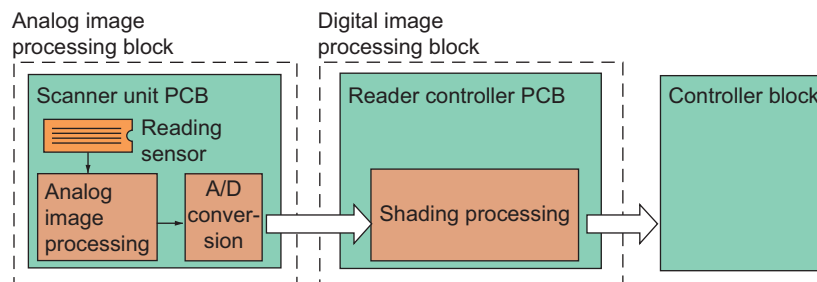 Analog image
processing block
Digital image
processing block
Scanner unit PCB
Reading
sensor
Analog
image
processing
A/D
conver-
sion
Reader controller PCB
Shading processing
Controller block